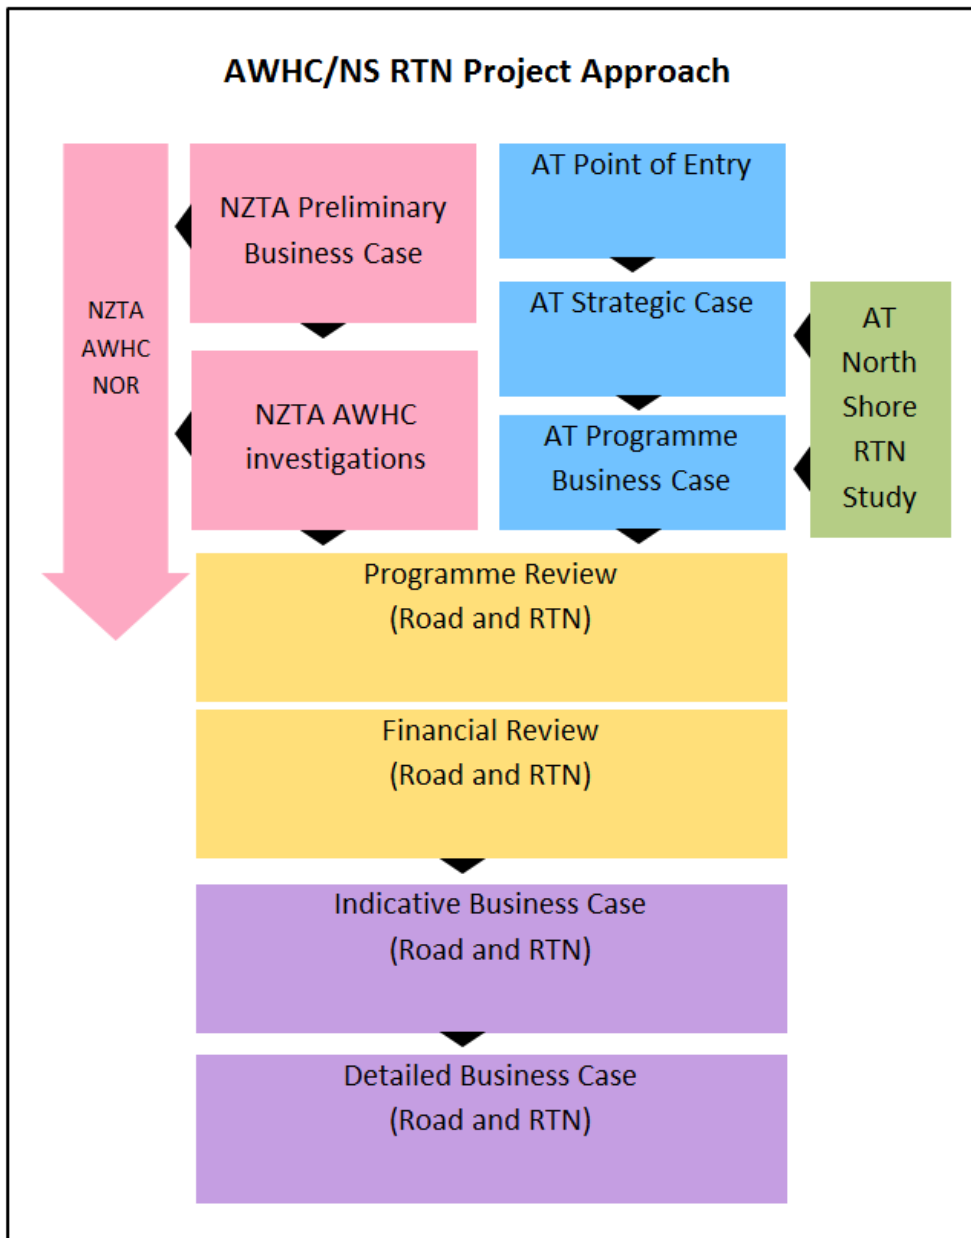 AWHC/NS RTN Project Approach
NZTA
AWHC
NOR
NZTA Preliminary
Business Case
NZTA AWHC
investigations
AT Point of Entry
AT Strategic Case
AT Programme
Business Case
AT
North
Shore
RTN
Study
Programme Review
(Road and RTN)
Financial Review
(Road and RTN)
Indicative Business Case
(Road and RTN)
Detailed Business Case
(Road and RTN)